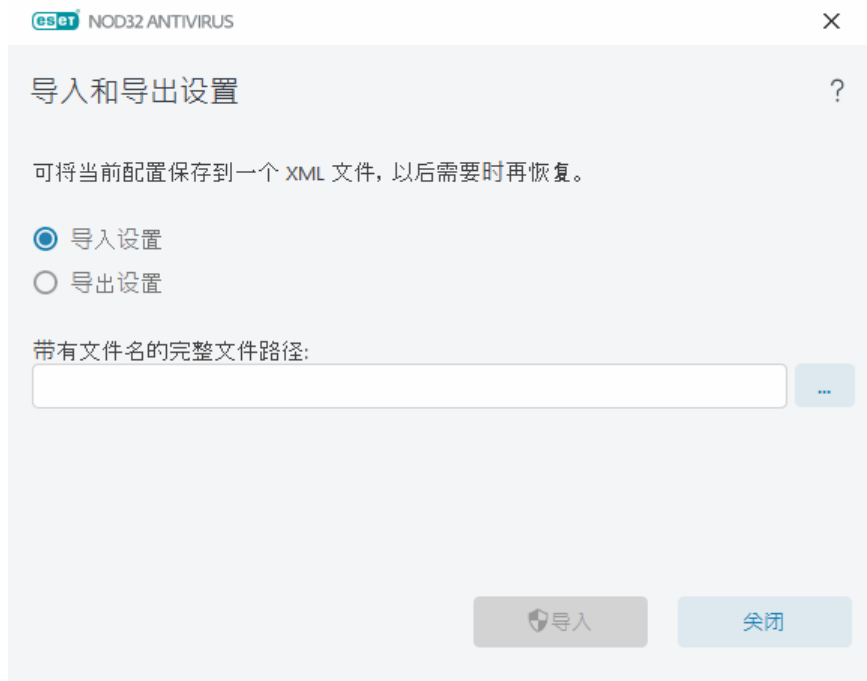 eset NOD32 ANTIVIRUS
导入和导出设置
?
可将当前配置保存到一个 XML 文件, 以后需要时再恢复。
导入设置
导出设置
带有文件名的完整文件路径:
...
导入 关闭